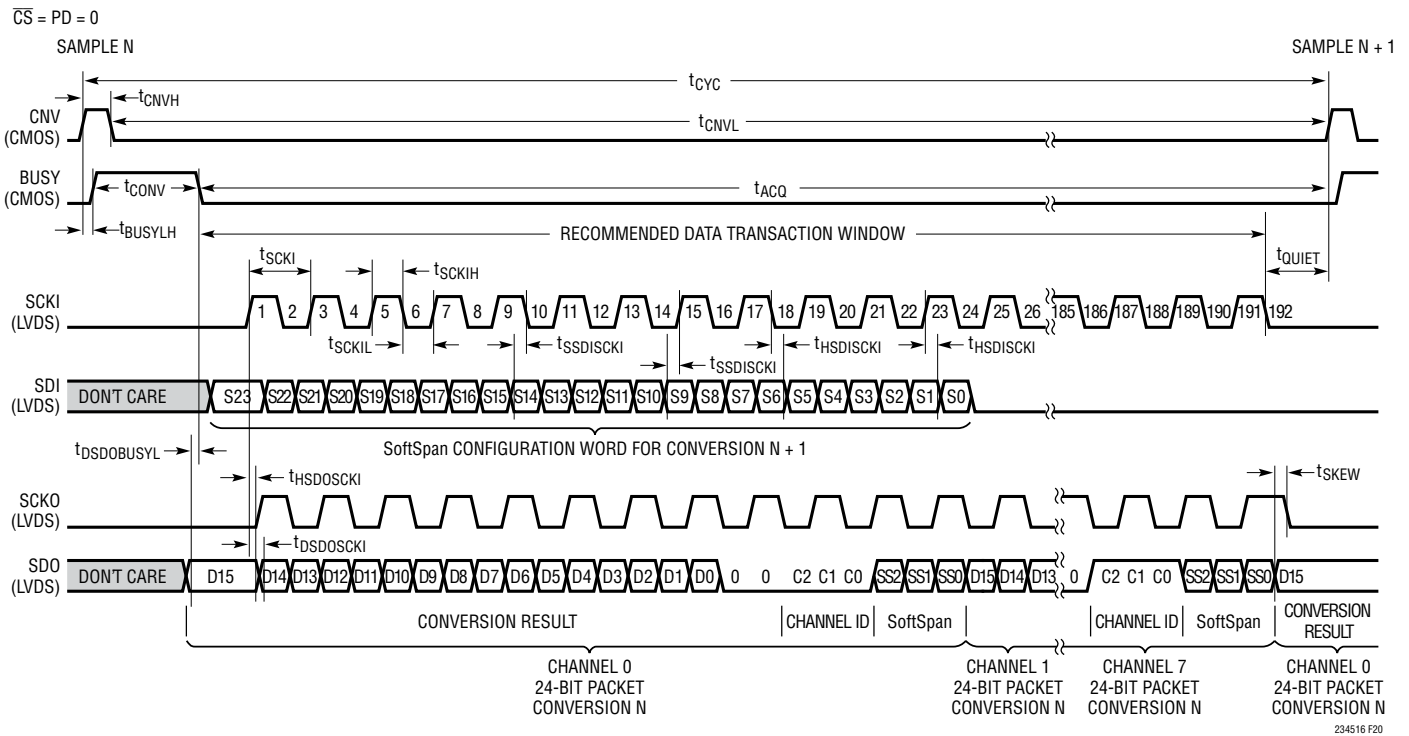 CS = PD = 0
SAMPLE N
SAMPLE N + 1
tCYC
tCNVH
CNV
(CMOS)
tCNVL
BUSY
(CMOS)
tCONV
tACQ
tBUSYLH
RECOMMENDED DATA TRANSACTION WINDOW
tSCKI
tSCKIH
tQUIET
SCKI
(LVDS)
1 2 3 4 5 6 7 8 9 10 11 12 13 14 15 16 17 18 19 20 21 22 23 24 25 26 185 186 187 188 189 190 191 192
tSCKIL
tSSDISCKI
tSSDISCKI
tHSDISCKI
tHSDISCKI
SDI
(LVDS)
DON'T CARE S23 S22 S21 S20 S19 S18 S17 S16 S15 S14 S13 S12 S11 S10 S9 S8 S7 S6 S5 S4 S3 S2 S1 S0
SoftSpan CONFIGURATION WORD FOR CONVERSION N + 1
tDSDOBUSYL
tHSDOSCKI
tSKEW
SCKO
(LVDS)
tDSDOSCKI
SDO
(LVDS)
DON'T CARE D15 D14 D13 D12 D11 D10 D9 D8 D7 D6 D5 D4 D3 D2 D1 D0 0 0 C2 C1 C0 SS2 SS1 SS0 D15 D14 D13 0 C2 C1 C0 SS2 SS1 SS0 D15
CONVERSION RESULT
CHANNEL ID
SoftSpan
CHANNEL ID
SoftSpan
CONVERSION
RESULT
CHANNEL 0
24-BIT PACKET
CONVERSION N
CHANNEL 1
24-BIT PACKET
CONVERSION N
CHANNEL 7
24-BIT PACKET
CONVERSION N
CHANNEL 0
24-BIT PACKET
CONVERSION N
234516 F20